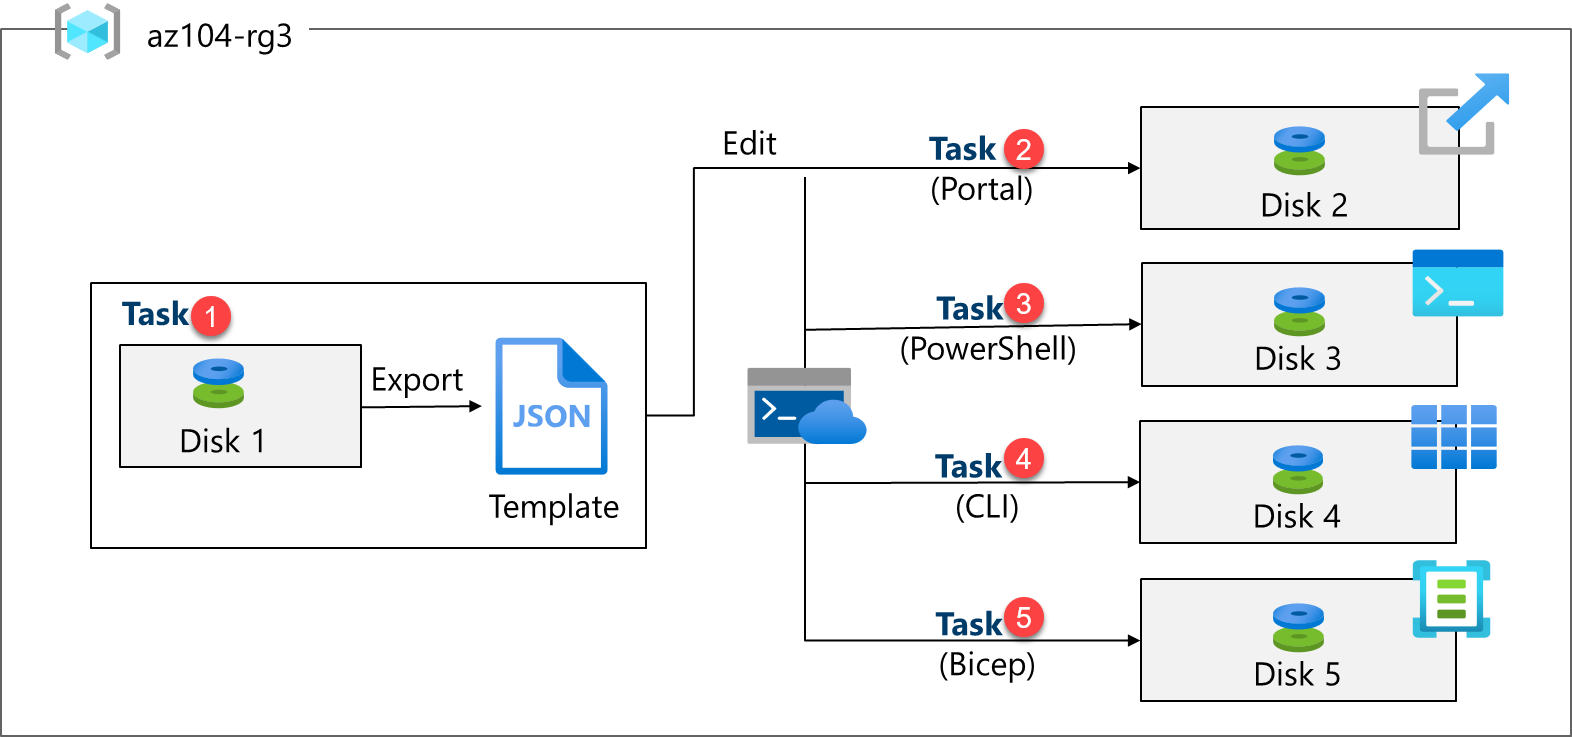 az104-rg3
Edit
Task 2
(Portal)
Disk 2
Task 1
Disk 1
Export
JSON
Template
Task 3
(PowerShell)
Disk 3
Task 4
(CLI)
Disk 4
Task 5
(Bicep)
Disk 5